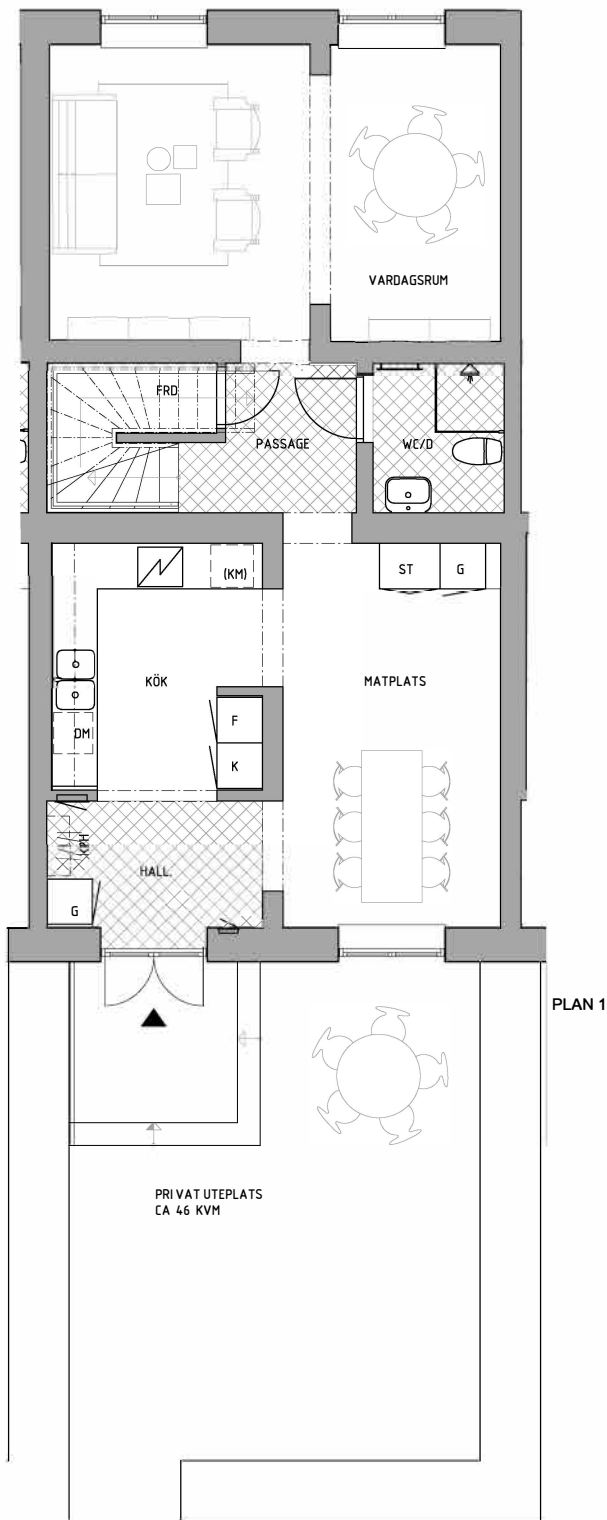 VARDAGSRUM
FRD
PASSAGE
WC/D
(KM)
ST
G
KÖK
MATPLATS
F
DM
K
KPH
HALL.
G
PLAN 1
PRIVAT UTEPLATS
CA 46 KVM